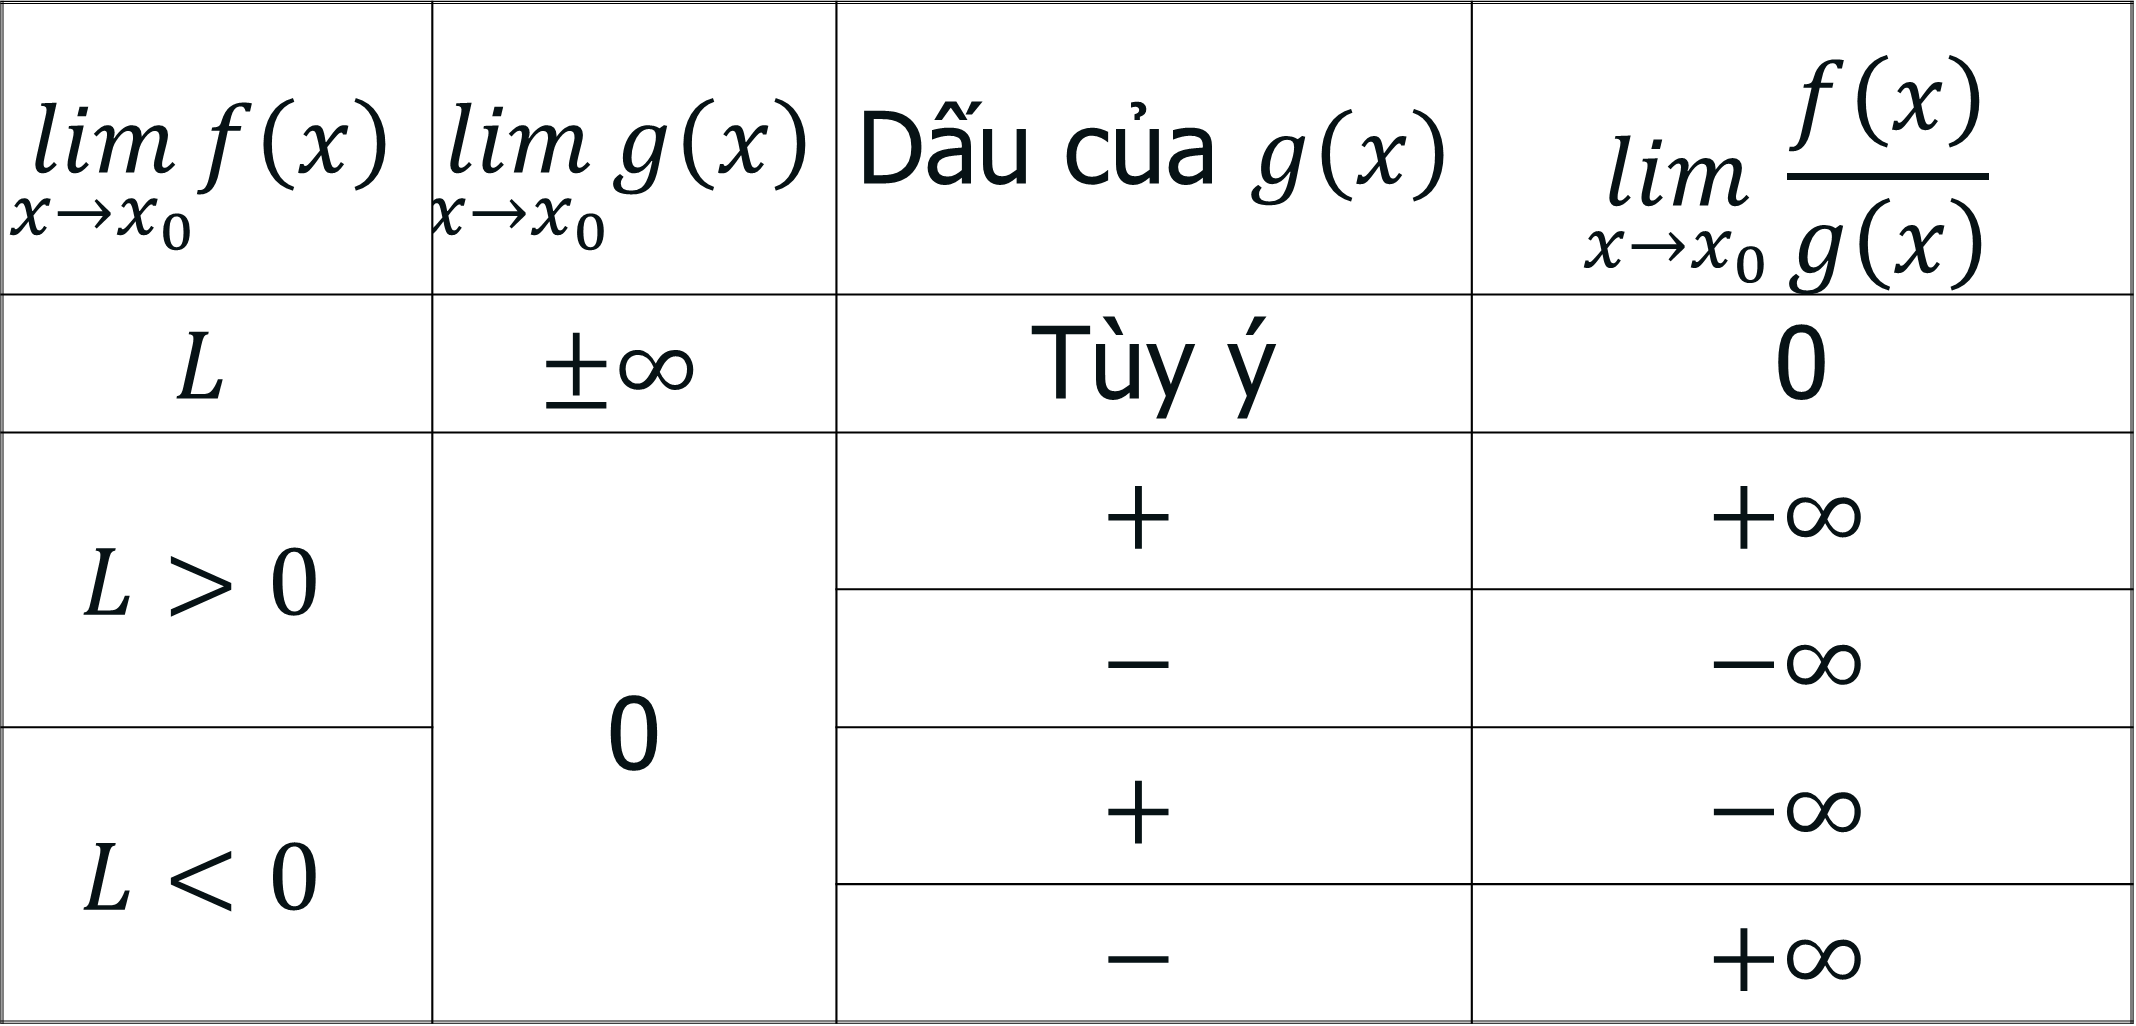 lim x→x₀ f(x) lim x→x₀ g(x) Dấu của g(x) lim x→x₀ f(x)/g(x)
L ±∞ Tùy ý 0
L > 0 0 + +∞
− −∞
L < 0 + −∞
− +∞